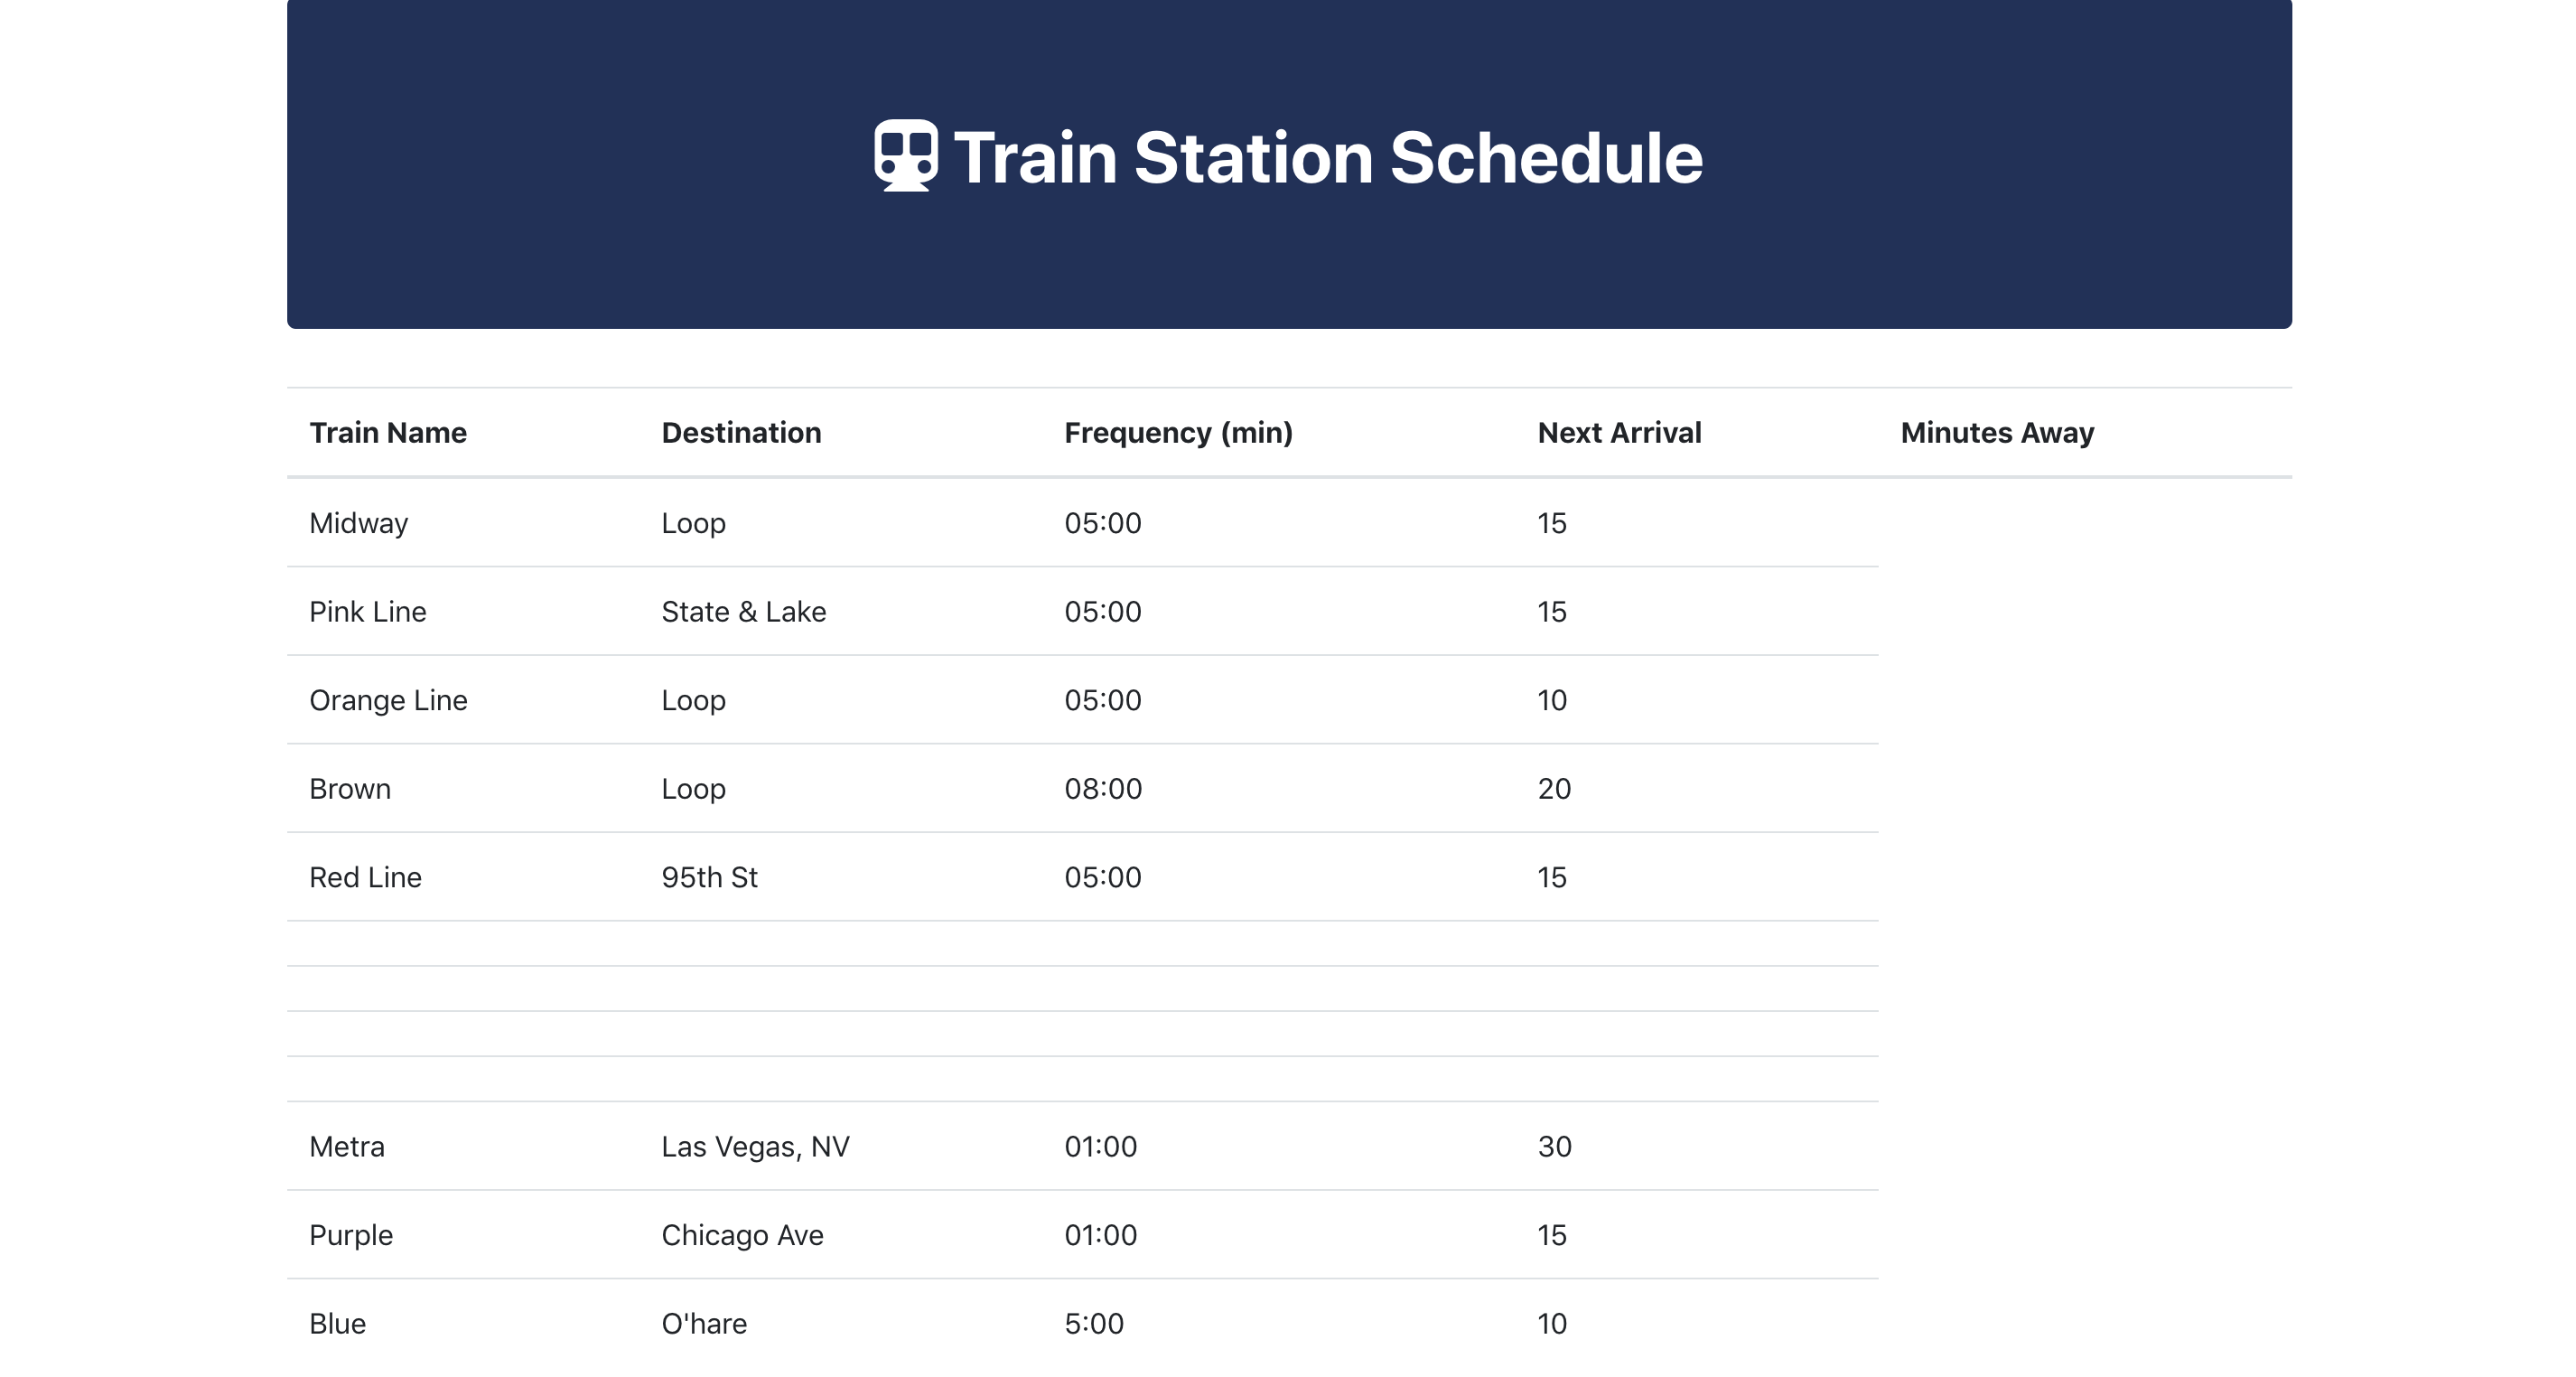 Train Station Schedule
Train Name Destination Frequency (min) Next Arrival Minutes Away
Midway Loop 05:00 15
Pink Line State & Lake 05:00 15
Orange Line Loop 05:00 10
Brown Loop 08:00 20
Red Line 95th St 05:00 15
Metra Las Vegas, NV 01:00 30
Purple Chicago Ave 01:00 15
Blue O'hare 5:00 10